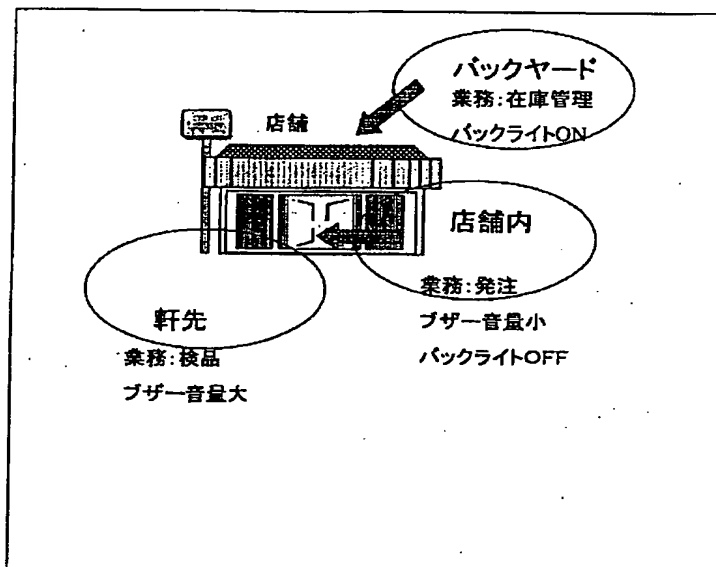 バックヤード
業務:在庫管理
バックライトON
店舗
店舗内
業務:発注
ブザー音量小
バックライトOFF
軒先
業務:検品
ブザー音量大